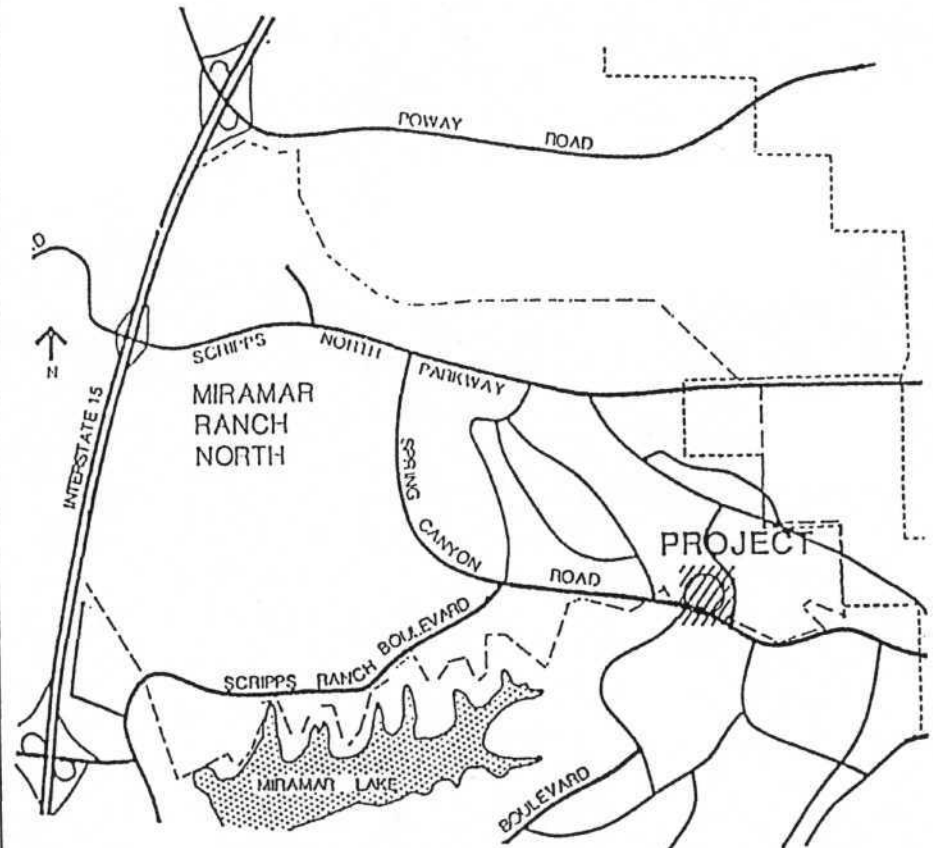 POWAY ROAD
N
SCRIPPS NORTH PARKWAY
MIRAMAR
RANCH
NORTH
INTERSTATE 15
SPRING CANYON ROAD
PROJECT
SCRIPPS RANCH BOULEVARD
MIRAMAR LAKE
BOULEVARD